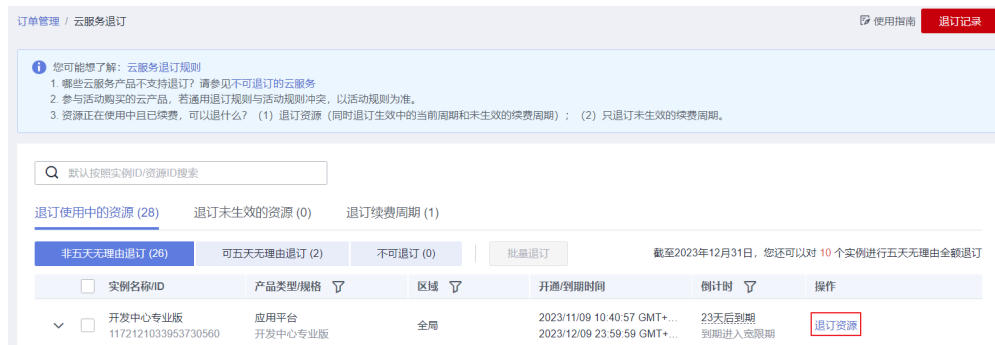 订单管理 / 云服务退订 使用指南 退订记录
您可能想了解：云服务退订规则
1. 哪些云服务产品不支持退订？请参见不可退订的云服务
2. 参与活动购买的云产品，若通用退订规则与活动规则冲突，以活动规则为准。
3. 资源正在使用中且已续费，可以退什么？（1）退订资源（同时退订生效中的当前周期和未生效的续费周期）；（2）只退订未生效的续费周期。
默认按照实例ID/资源ID搜索
退订使用中的资源 (28) 退订未生效的资源 (0) 退订续费周期 (1)
非五天无理由退订 (26) 可五天无理由退订 (2) 不可退订 (0) 批量退订 截至2023年12月31日，您还可以对 10 个实例进行五天无理由全额退订
实例名称/ID 产品类型/规格 区域 开通/到期时间 倒计时 操作
开发中心专业版 应用平台 全局 2023/11/09 10:40:57 GMT+... 23天后到期 退订资源
1172121033953730560 开发中心专业版 2023/12/09 23:59:59 GMT+... 到期进入宽限期